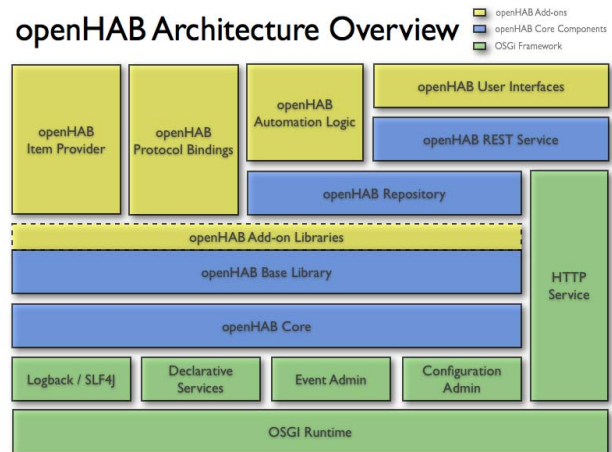 openHAB Architecture Overview
openHAB Add-ons
openHAB Core Components
OSGi Framework
openHAB
Item Provider
openHAB
Protocol Bindings
openHAB
Automation Logic
openHAB User Interfaces
openHAB REST Service
openHAB Repository
openHAB Add-on Libraries
openHAB Base Library
HTTP
Service
openHAB Core
Logback / SLF4J
Declarative
Services
Event Admin
Configuration
Admin
OSGI Runtime